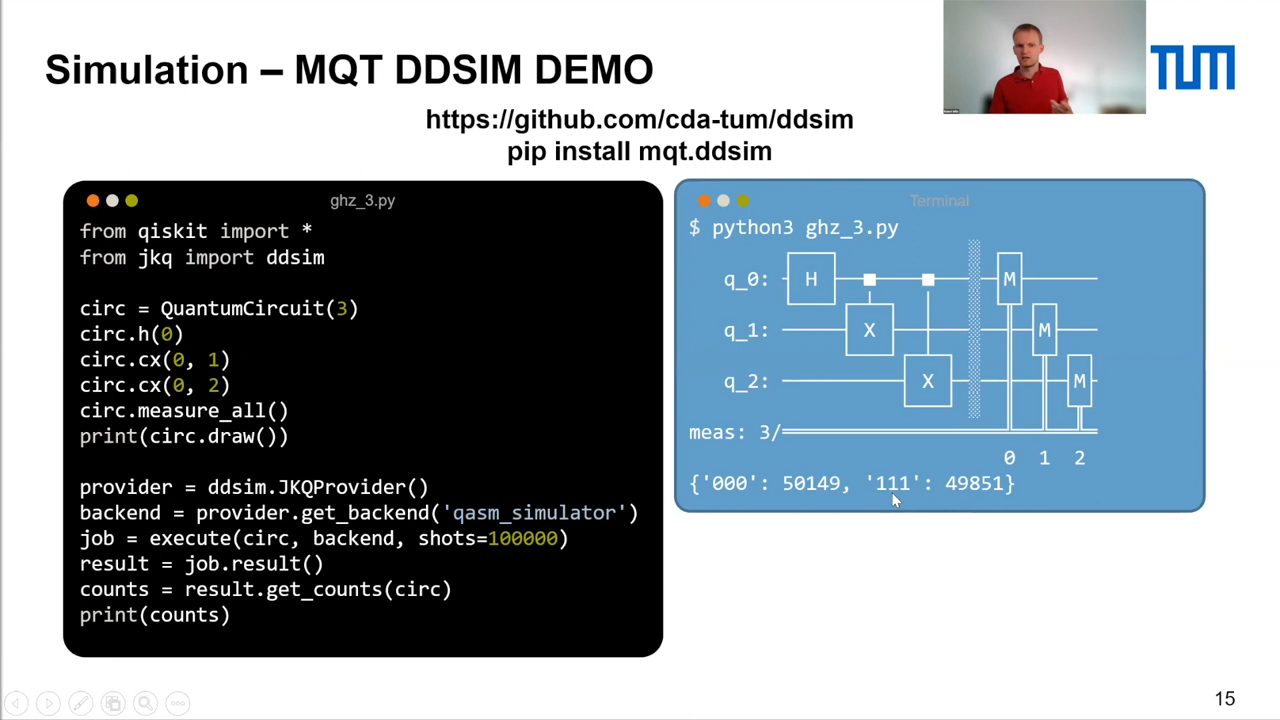 Simulation – MQT DDSIM DEMO
TUM
https://github.com/cda-tum/ddsim
pip install mqt.ddsim
ghz_3.py
from qiskit import *
from jkq import ddsim
circ = QuantumCircuit(3)
circ.h(0)
circ.cx(0, 1)
circ.cx(0, 2)
circ.measure_all()
print(circ.draw())
provider = ddsim.JKQProvider()
backend = provider.get_backend('qasm_simulator')
job = execute(circ, backend, shots=100000)
result = job.result()
counts = result.get_counts(circ)
print(counts)
Terminal
$ python3 ghz_3.py
q_0: H M
q_1: X M
q_2: X M
meas: 3/
0 1 2
{'000': 50149, '111': 49851}
15